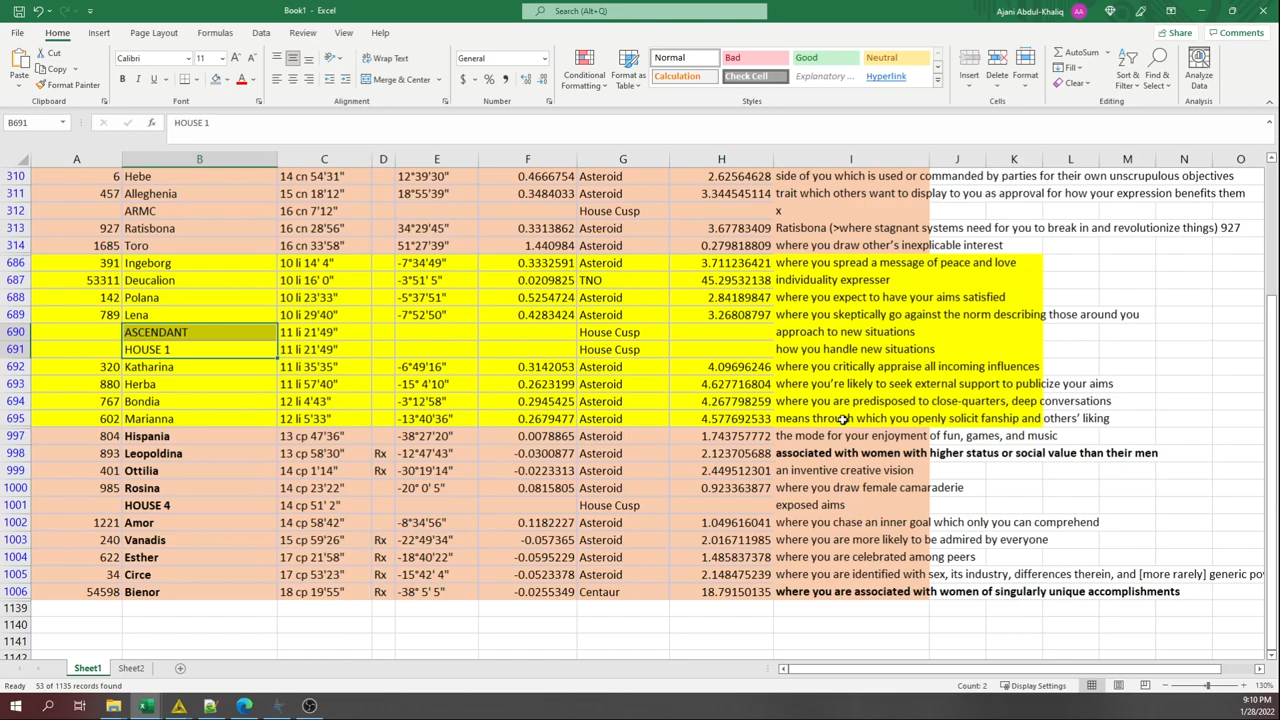 Book1 - Excel
Search (Alt+Q)
Ajani Abdul-Khaliq
AA
File Home Insert Page Layout Formulas Data Review View Help
Share Comments
Paste Cut Copy Format Painter
Calibri 11
Wrap Text
Merge & Center
General
Conditional Formatting
Format as Table
Normal Bad Good Neutral
Calculation Check Cell Explanatory ... Hyperlink
Insert Delete Format
AutoSum
Fill
Clear
Sort & Filter
Find & Select
Analyze Data
Clipboard Font Alignment Number Styles Cells Editing Analysis
B691 fx HOUSE 1
A B C D E F G H I J K L M N O
310 6 Hebe 14 cn 54'31" 12°39'30" 0.4666754 Asteroid 2.62564628 side of you which is used or commanded by parties for their own unscrupulous objectives
311 457 Alleghenia 15 cn 18'12" 18°55'39" 0.3484033 Asteroid 3.344545114 trait which others want to display to you as approval for how your expression benefits them
312 ARMC 16 cn 7'12" House Cusp x
313 927 Ratisbona 16 cn 28'56" 34°29'45" 0.3313862 Asteroid 3.67783409 Ratisbona (>where stagnant systems need for you to break in and revolutionize things) 927
314 1685 Toro 16 cn 33'58" 51°27'39" 1.440984 Asteroid 0.279818809 where you draw other's inexplicable interest
686 391 Ingeborg 10 li 14' 4" -7°34'49" 0.3332591 Asteroid 3.711236421 where you spread a message of peace and love
687 53311 Deucalion 10 li 16' 0" -3°51' 5" 0.0209825 TNO 45.29532138 individuality expresser
688 142 Polana 10 li 23'33" -5°37'51" 0.5254724 Asteroid 2.84189847 where you expect to have your aims satisfied
689 789 Lena 10 li 29'40" -7°52'50" 0.4283424 Asteroid 3.26808797 where you skeptically go against the norm describing those around you
690 ASCENDANT 11 li 21'49" House Cusp approach to new situations
691 HOUSE 1 11 li 21'49" House Cusp how you handle new situations
692 320 Katharina 11 li 35'35" -6°49'16" 0.3142053 Asteroid 4.09696246 where you critically appraise all incoming influences
693 880 Herba 11 li 57'40" -15° 4'10" 0.2623199 Asteroid 4.627716804 where you're likely to seek external support to publicize your aims
694 767 Bondia 12 li 4'43" -3°12'58" 0.2945425 Asteroid 4.267798259 where you are predisposed to close-quarters, deep conversations
695 602 Marianna 12 li 5'33" -13°40'36" 0.2679477 Asteroid 4.577692533 means through which you openly solicit fanship and others' liking
997 804 Hispania 13 cp 47'36" -38°27'20" 0.0078865 Asteroid 1.743757772 the mode for your enjoyment of fun, games, and music
998 893 Leopoldina 13 cp 58'30" Rx -12°47'43" -0.0300877 Asteroid 2.123705688 associated with women with higher status or social value than their men
999 401 Ottilia 14 cp 1'14" Rx -30°19'14" -0.0223313 Asteroid 2.449512301 an inventive creative vision
1000 985 Rosina 14 cp 23'22" -20° 0' 5" 0.0815805 Asteroid 0.923363877 where you draw female camaraderie
1001 HOUSE 4 14 cp 51' 2" House Cusp exposed aims
1002 1221 Amor 14 cp 58'42" -8°34'56" 0.1182227 Asteroid 1.049616041 where you chase an inner goal which only you can comprehend
1003 240 Vanadis 15 cp 59'26" Rx -22°49'34" -0.057365 Asteroid 2.016711985 where you are more likely to be admired by everyone
1004 622 Esther 17 cp 21'58" Rx -18°40'22" -0.0595229 Asteroid 1.485837378 where you are celebrated among peers
1005 34 Circe 17 cp 53'23" Rx -15°42' 4" -0.0523378 Asteroid 2.148475239 where you are identified with sex, its industry, differences therein, and [more rarely] generic po
1006 54598 Bienor 18 cp 19'55" Rx -38° 5' 5" -0.0255349 Centaur 18.79150135 where you are associated with women of singularly unique accomplishments
1139
1140
1141
1142
Sheet1 Sheet2
Ready 53 of 1135 records found Count: 2 Display Settings 130%
9:10 PM
1/28/2022